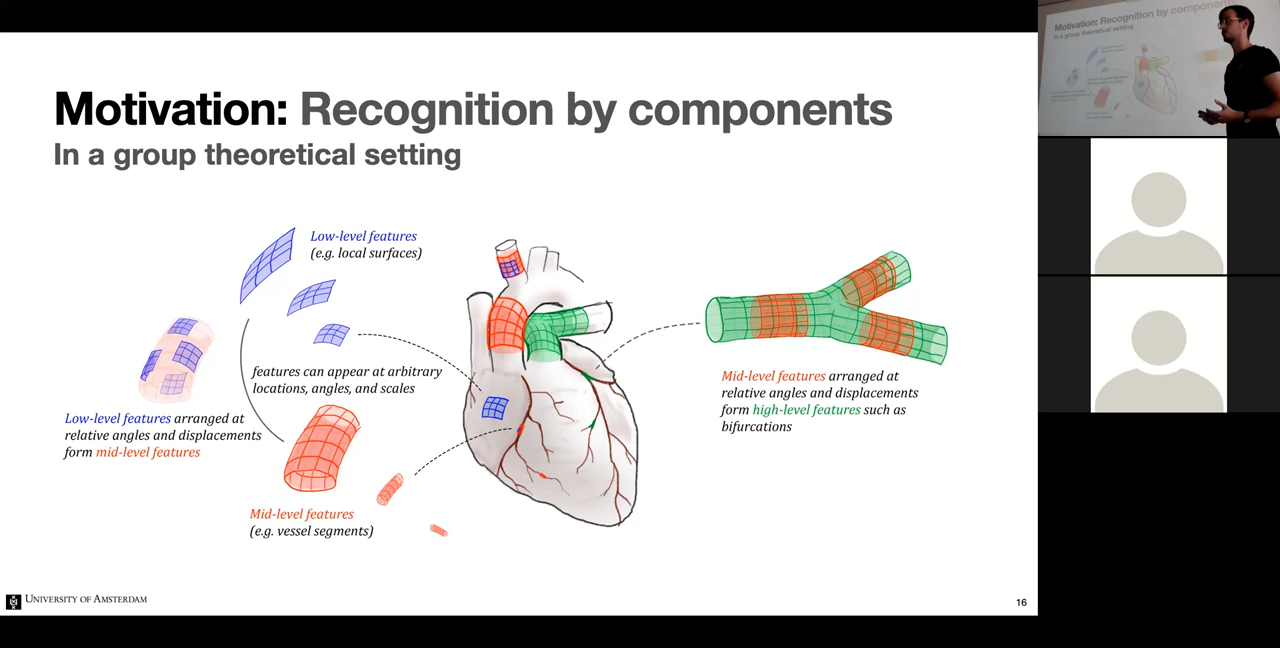 Motivation: Recognition by components
In a group theoretical setting
Low-level features
(e.g. local surfaces)
features can appear at arbitrary
locations, angles, and scales
Low-level features arranged at
relative angles and displacements
form mid-level features
Mid-level features
(e.g. vessel segments)
Mid-level features arranged at
relative angles and displacements
form high-level features such as
bifurcations
UNIVERSITY OF AMSTERDAM
16
Motivation: Recognition by components
In a group theoretical setting